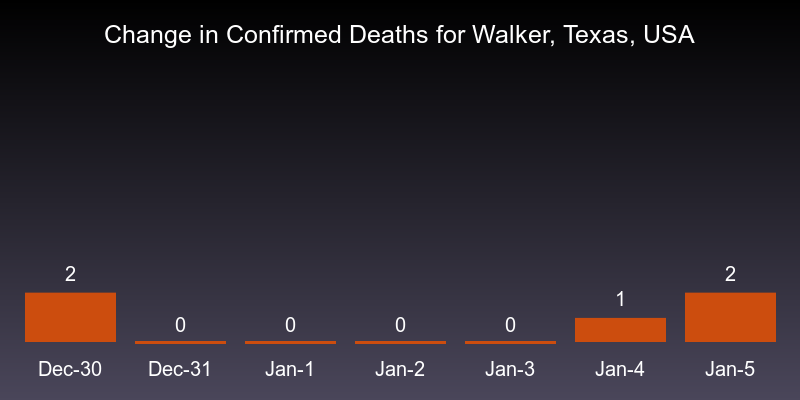 Change in Confirmed Deaths for Walker, Texas, USA
2 0 0 0 0 1 2
Dec-30 Dec-31 Jan-1 Jan-2 Jan-3 Jan-4 Jan-5